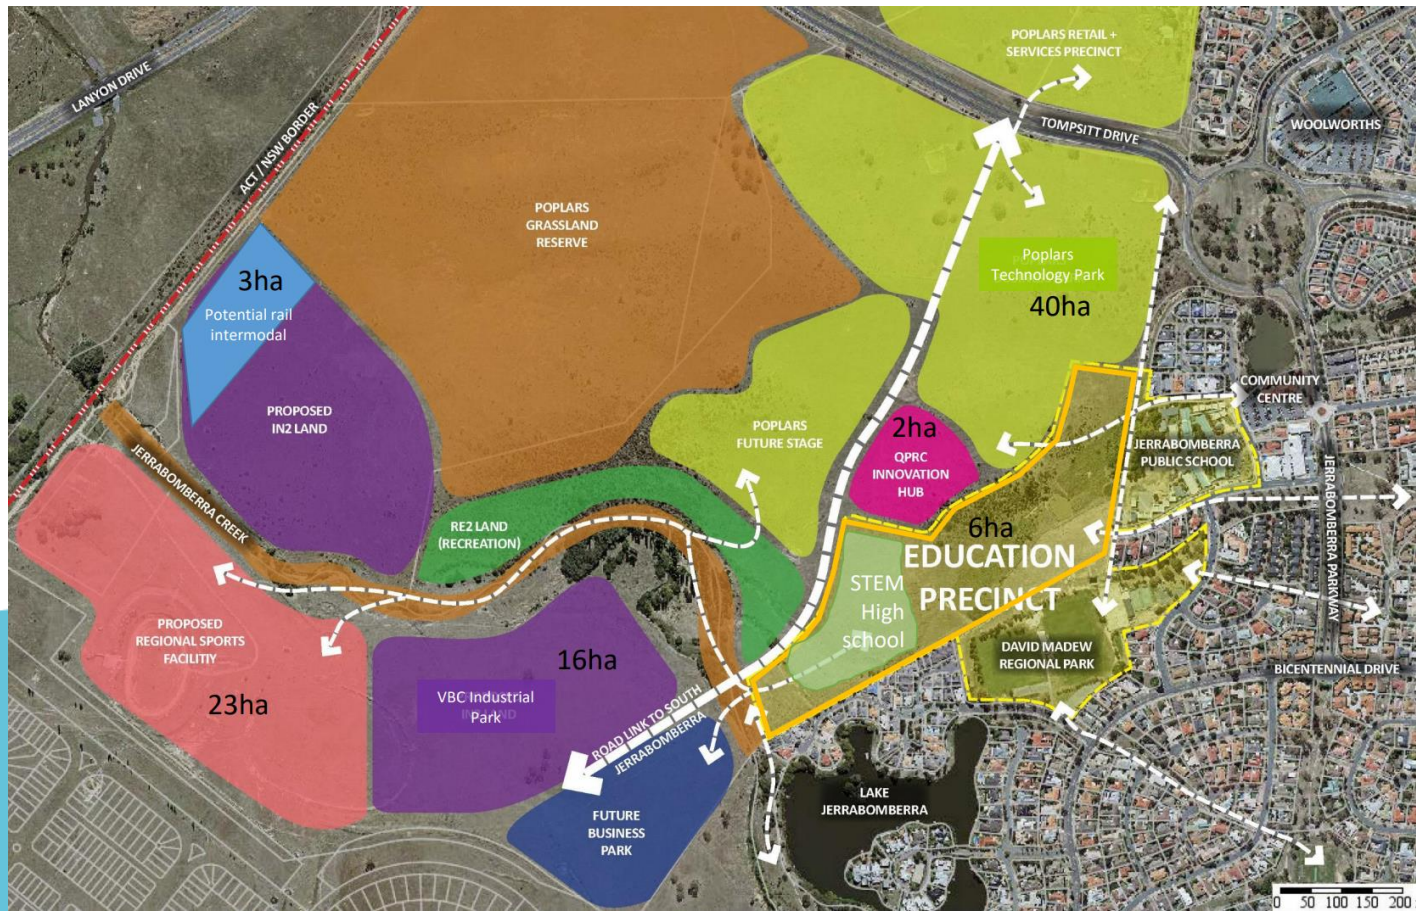 POPLARS RETAIL +
SERVICES PRECINCT
LANYON DRIVE
TOMPSITT DRIVE
WOOLWORTHS
ACT / NSW BORDER
POPLARS
GRASSLAND
RESERVE
Poplars
Technology Park
40ha
3ha
Potential rail
intermodal
PROPOSED
IN2 LAND
COMMUNITY
CENTRE
POPLARS
FUTURE STAGE
2ha
QPRC
INNOVATION
HUB
JERRABOMBERRA
PUBLIC SCHOOL
JERRABOMBERRA PARKWAY
JERRABOMBERRA CREEK
RE2 LAND
(RECREATION)
6ha
EDUCATION
PRECINCT
STEM
High
school
PROPOSED
REGIONAL SPORTS
FACILITIY
23ha
16ha
VBC Industrial
Park
DAVID MADEW
REGIONAL PARK
BICENTENNIAL DRIVE
ROAD LINK TO SOUTH
JERRABOMBERRA
LAKE
JERRABOMBERRA
FUTURE
BUSINESS
PARK
0 50 100 150 200